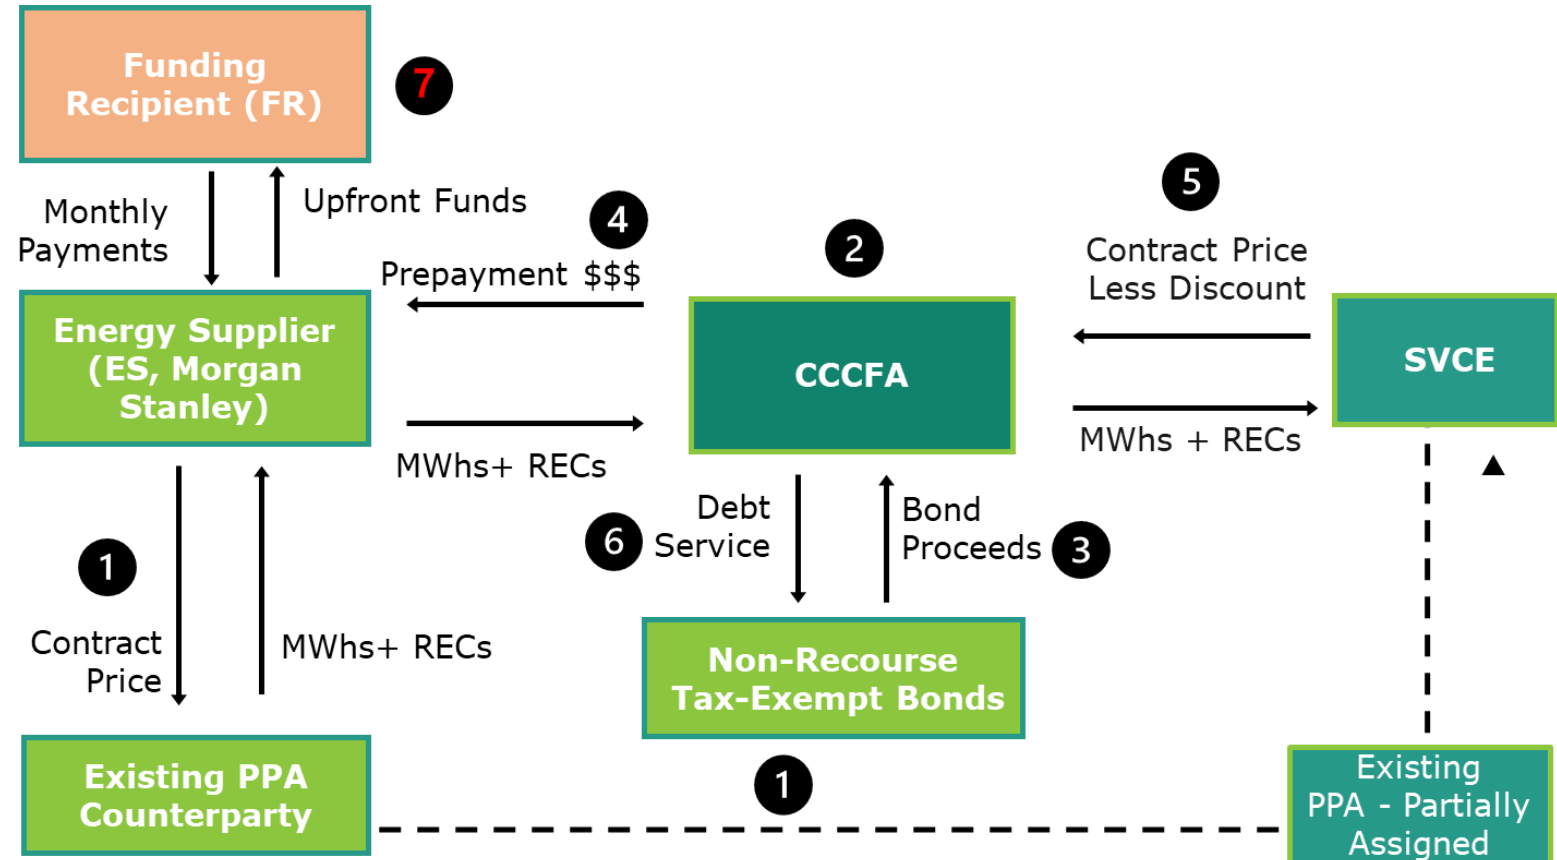 Funding
Recipient (FR)
7
Monthly
Payments
Upfront Funds
4
Prepayment $$$
2
5
Contract Price
Less Discount
Energy Supplier
(ES, Morgan
Stanley)
CCCFA
SVCE
MWhs+ RECs
MWhs + RECs
1
Contract
Price
MWhs+ RECs
6
Debt
Service
Bond
Proceeds
3
Non-Recourse
Tax-Exempt Bonds
Existing PPA
Counterparty
1
Existing
PPA - Partially
Assigned